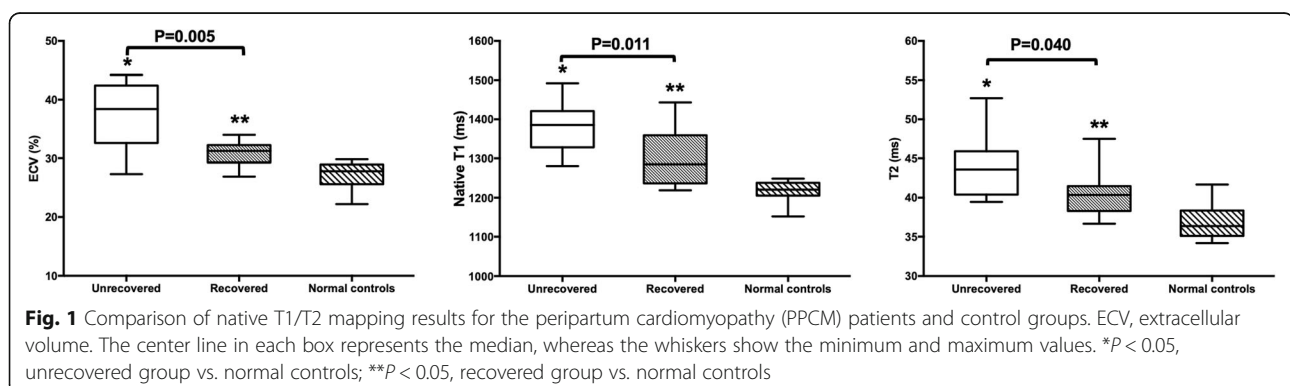 P=0.005
50
40
30
20
10
ECV (%)
*
**
Unrecovered Recovered Normal controls
P=0.011
1600
1500
1400
1300
1200
1100
1000
Native T1 (ms)
*
**
Unrecovered Recovered Normal controls
P=0.040
60
55
50
45
40
35
30
T2 (ms)
*
**
Unrecovered Recovered Normal controls
Fig. 1 Comparison of native T1/T2 mapping results for the peripartum cardiomyopathy (PPCM) patients and control groups. ECV, extracellular
volume. The center line in each box represents the median, whereas the whiskers show the minimum and maximum values. *P < 0.05,
unrecovered group vs. normal controls; **P < 0.05, recovered group vs. normal controls